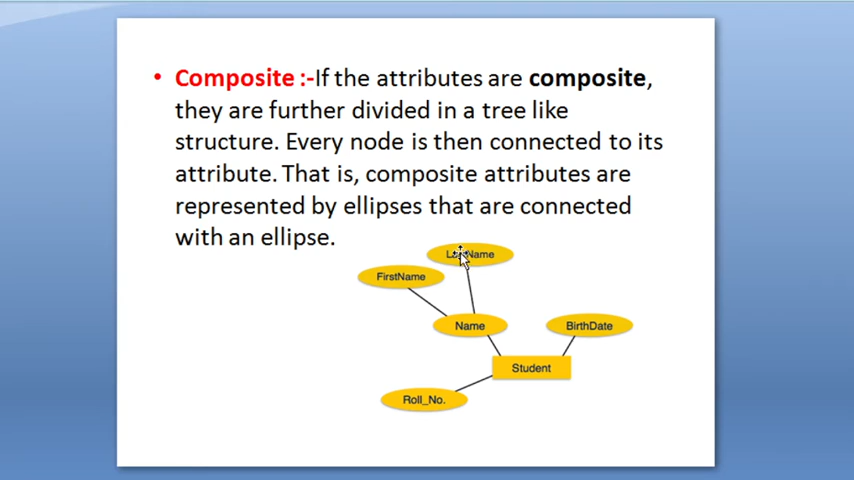 • Composite :-If the attributes are composite,
they are further divided in a tree like
structure. Every node is then connected to its
attribute. That is, composite attributes are
represented by ellipses that are connected
with an ellipse.
LastName
FirstName
Name
BirthDate
Student
Roll_No.